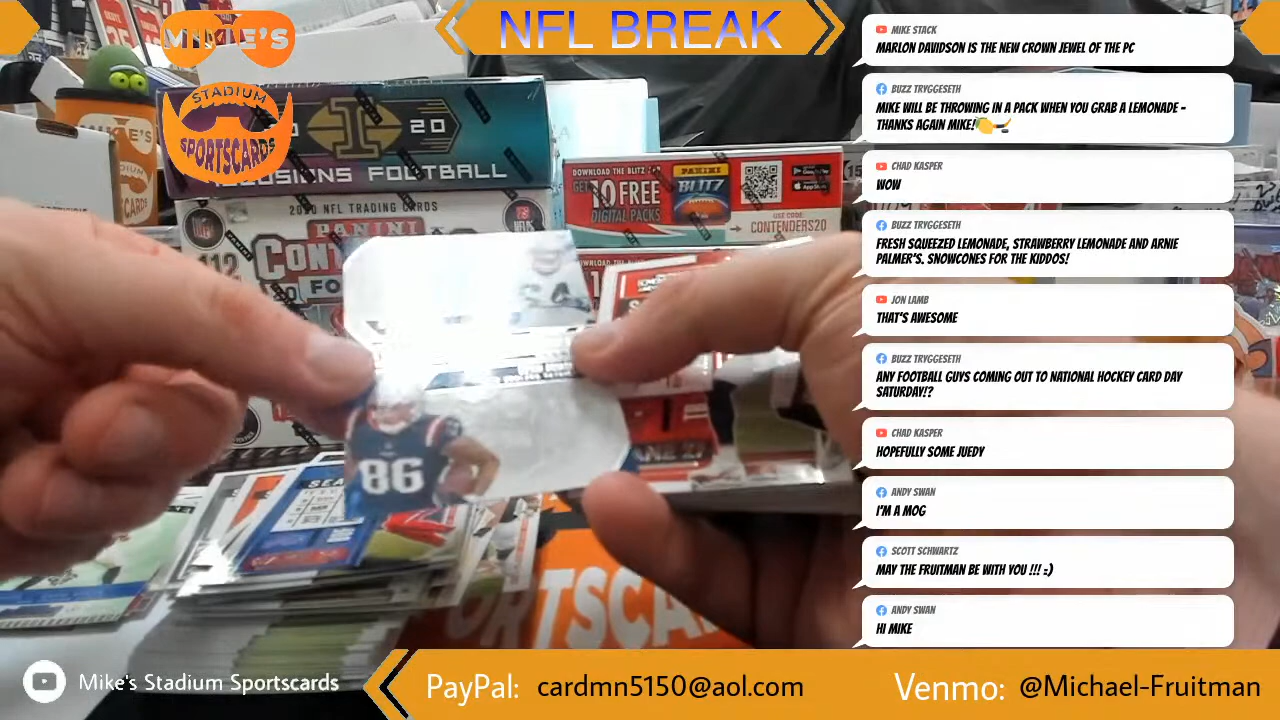 NFL BREAK
MIKE'S
STADIUM
SPORTSCARDS
20
ILLUSIONS FOOTBALL
2020 NFL TRADING CARDS
PANINI
112
DOWNLOAD THE BLITZ
GET 10 FREE
DIGITAL PACKS
PANINI
BLITZ
USE CODE
CONTENDERS20
86
SEA
MIKE STACK
MARLON DAVIDSON IS THE NEW CROWN JEWEL OF THE PC
BUZZ TRYGGESETH
MIKE WILL BE THROWING IN A PACK WHEN YOU GRAB A LEMONADE -
THANKS AGAIN MIKE!
CHAD KASPER
WOW
BUZZ TRYGGESETH
FRESH SQUEEZED LEMONADE, STRAWBERRY LEMONADE AND ARNIE
PALMER'S. SNOWCONES FOR THE KIDDOS!
JON LAMB
THAT'S AWESOME
BUZZ TRYGGESETH
ANY FOOTBALL GUYS COMING OUT TO NATIONAL HOCKEY CARD DAY
SATURDAY!?
CHAD KASPER
HOPEFULLY SOME JUEDY
ANDY SWAN
I'M A MOG
SCOTT SCHWARTZ
MAY THE FRUITMAN BE WITH YOU !!! :)
ANDY SWAN
HI MIKE
Mike's Stadium Sportscards
PayPal: cardmn5150@aol.com
Venmo: @Michael-Fruitman